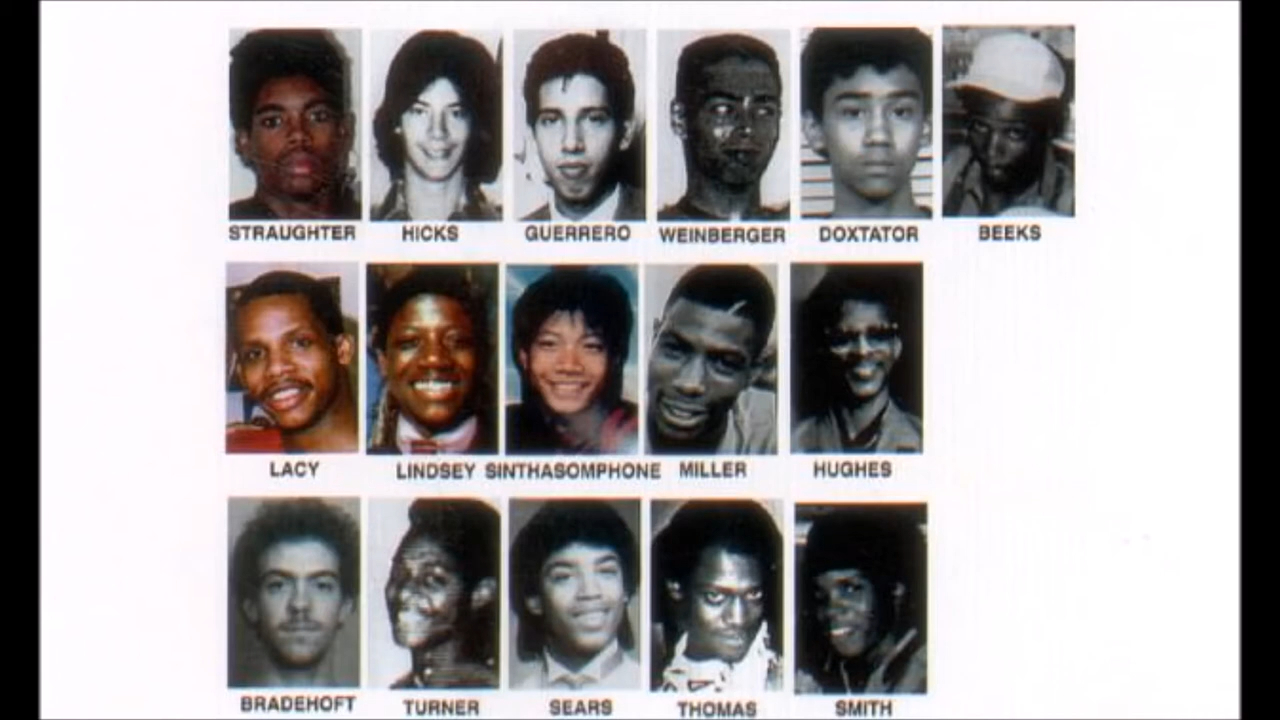 STRAUGHTER HICKS GUERRERO WEINBERGER DOXTATOR BEEKS
LACY LINDSEY SINTHASOMPHONE MILLER HUGHES
BRADEHOFT TURNER SEARS THOMAS SMITH